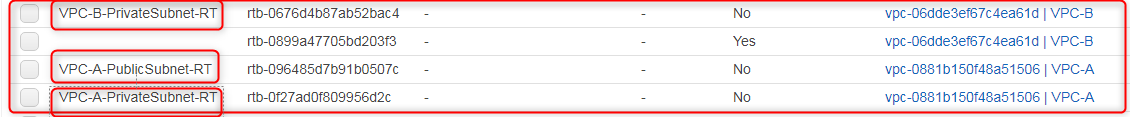 VPC-B-PrivateSubnet-RT rtb-0676d4b87ab52bac4 - - No vpc-06dde3ef67c4ea61d | VPC-B
rtb-0899a47705bd203f3 - - Yes vpc-06dde3ef67c4ea61d | VPC-B
VPC-A-PublicSubnet-RT rtb-096485d7b91b0507c - - No vpc-0881b150f48a51506 | VPC-A
VPC-A-PrivateSubnet-RT rtb-0f27ad0f809956d2c - - No vpc-0881b150f48a51506 | VPC-A